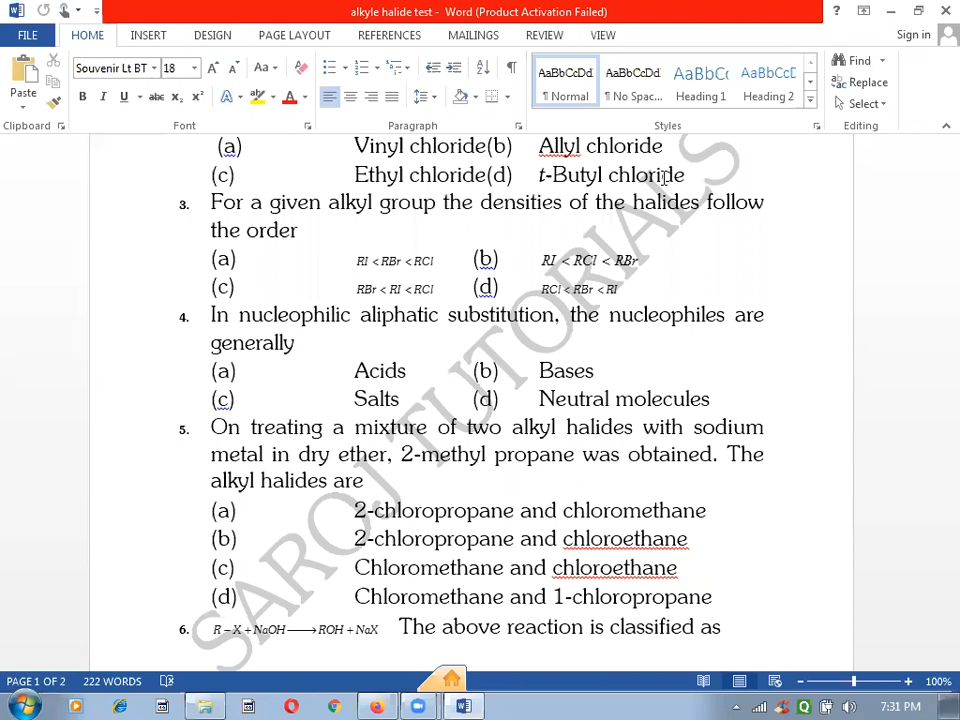 alkyle halide test - Word (Product Activation Failed)
FILE HOME INSERT DESIGN PAGE LAYOUT REFERENCES MAILINGS REVIEW VIEW Sign in
Souvenir Lt BT 18 Aa
AaBbCcDd AaBbCcDd AaBbC AaBbCcD
Find
Replace
Select
Paste
B I U abc x₂ x² A A
¶ Normal ¶ No Spac... Heading 1 Heading 2
Clipboard Font Paragraph Styles Editing
(a) Vinyl chloride(b) Allyl chloride
(c) Ethyl chloride(d) t-Butyl chloride
3. For a given alkyl group the densities of the halides follow
the order
(a) RI < RBr < RCl (b) RI < RCl < RBr
(c) RBr < RI < RCl (d) RCl < RBr < RI
4. In nucleophilic aliphatic substitution, the nucleophiles are
generally
(a) Acids (b) Bases
(c) Salts (d) Neutral molecules
5. On treating a mixture of two alkyl halides with sodium
metal in dry ether, 2-methyl propane was obtained. The
alkyl halides are
(a) 2-chloropropane and chloromethane
(b) 2-chloropropane and chloroethane
(c) Chloromethane and chloroethane
(d) Chloromethane and 1-chloropropane
6. R – X + NaOH ⟶ ROH + NaX The above reaction is classified as
SAROJ TUTORIALS
PAGE 1 OF 2 222 WORDS 100%
7:31 PM